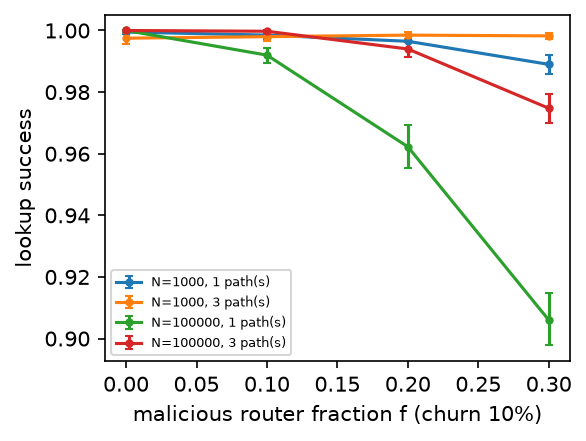 1.00
0.98
0.96
0.94
0.92
0.90
lookup success
N=1000, 1 path(s)
N=1000, 3 path(s)
N=100000, 1 path(s)
N=100000, 3 path(s)
0.00 0.05 0.10 0.15 0.20 0.25 0.30
malicious router fraction f (churn 10%)